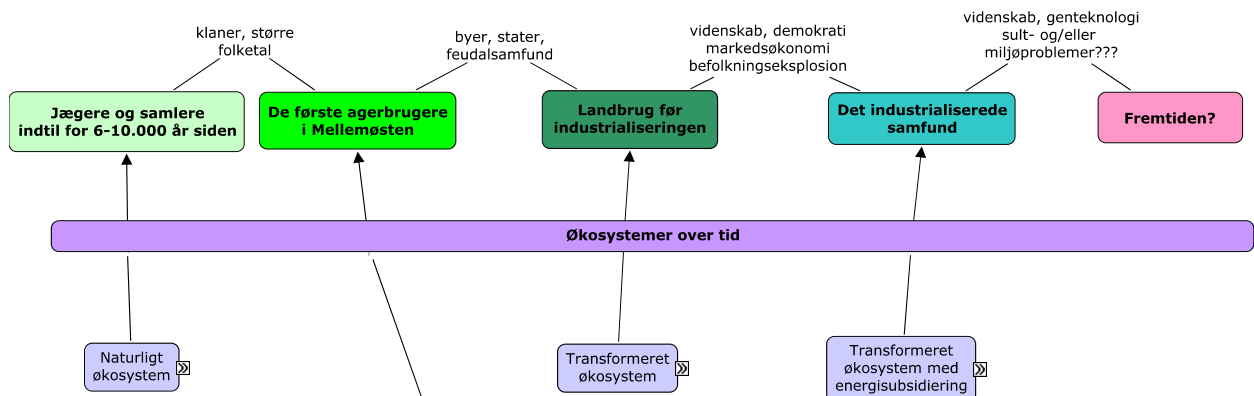 klaner, større
folketal
byer, stater,
feudalsamfund
videnskab, demokrati
markedsøkonomi
befolkningseksplosion
videnskab, genteknologi
sult- og/eller
miljøproblemer???
Jægere og samlere
indtil for 6-10.000 år siden
De første agerbrugere
i Mellemøsten
Landbrug før
industrialiseringen
Det industrialiserede
samfund
Fremtiden?
Økosystemer over tid
Naturligt
økosystem
Transformeret
økosystem
Transformeret
økosystem med
energisubsidiering